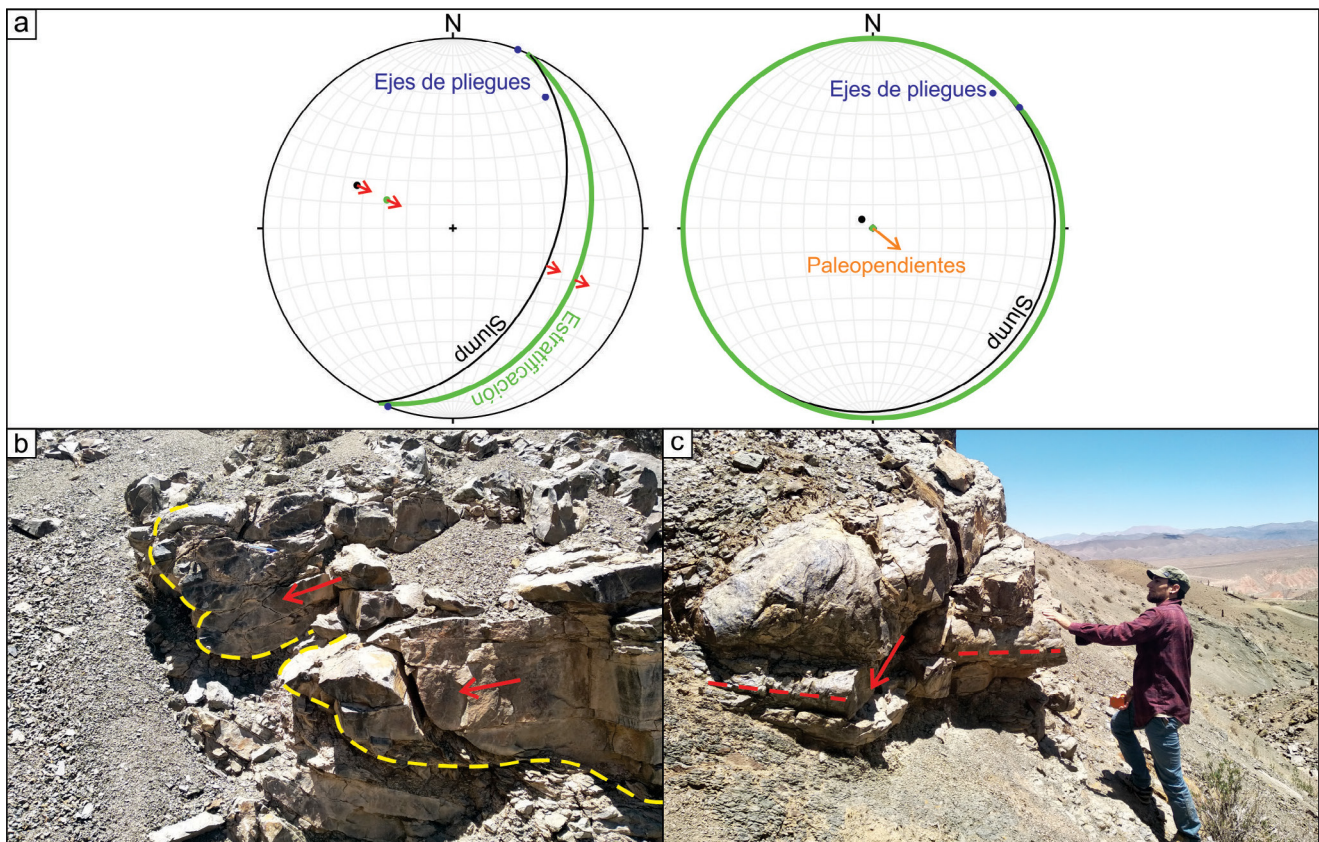 a
N
Ejes de pliegues
Slump
Estratificación
N
Ejes de pliegues
Paleopendientes
Slump
b
c